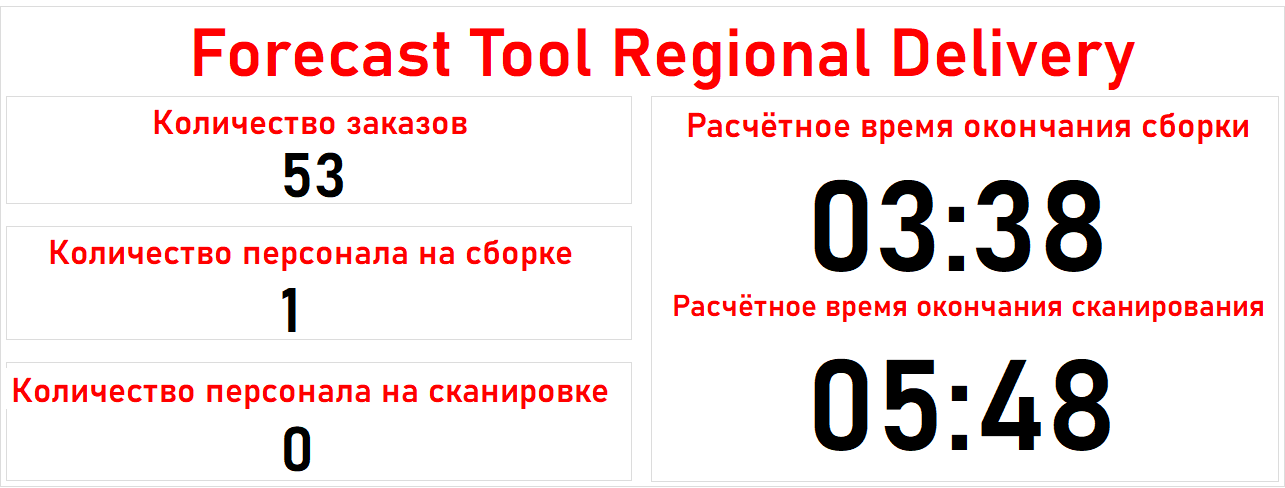 Forecast Tool Regional Delivery
Количество заказов
53
Количество персонала на сборке
1
Количество персонала на сканировке
0
Расчётное время окончания сборки
03:38
Расчётное время окончания сканирования
05:48